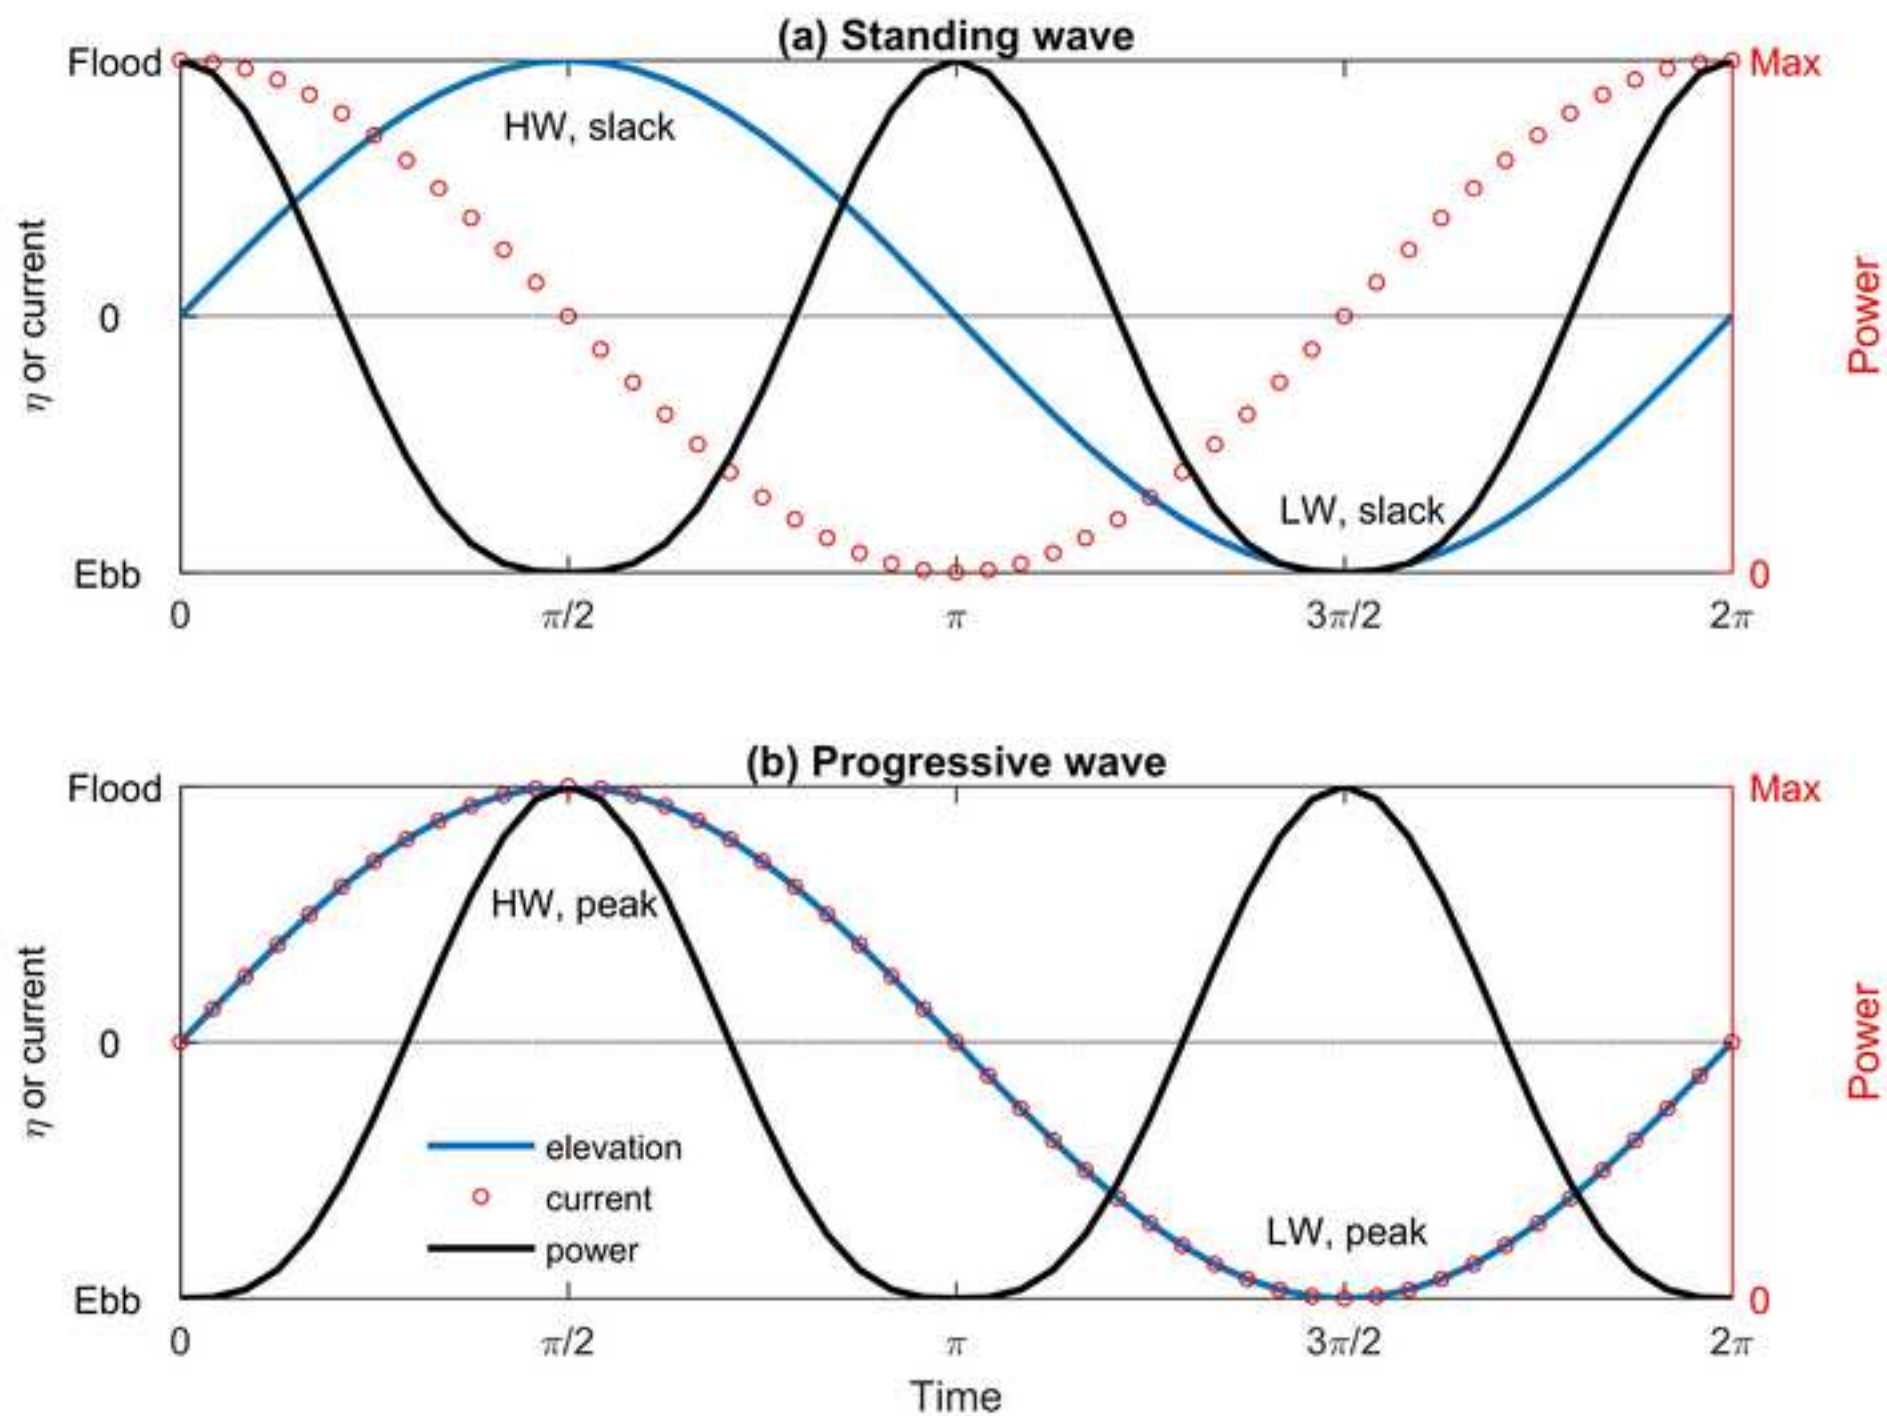 (a) Standing wave
Flood
Max
HW, slack
η or current
0
Power
LW, slack
Ebb
0
0
π/2
π
3π/2
2π
(b) Progressive wave
Flood
Max
HW, peak
η or current
0
Power
elevation
current
power
LW, peak
Ebb
0
0
π/2
π
3π/2
2π
Time